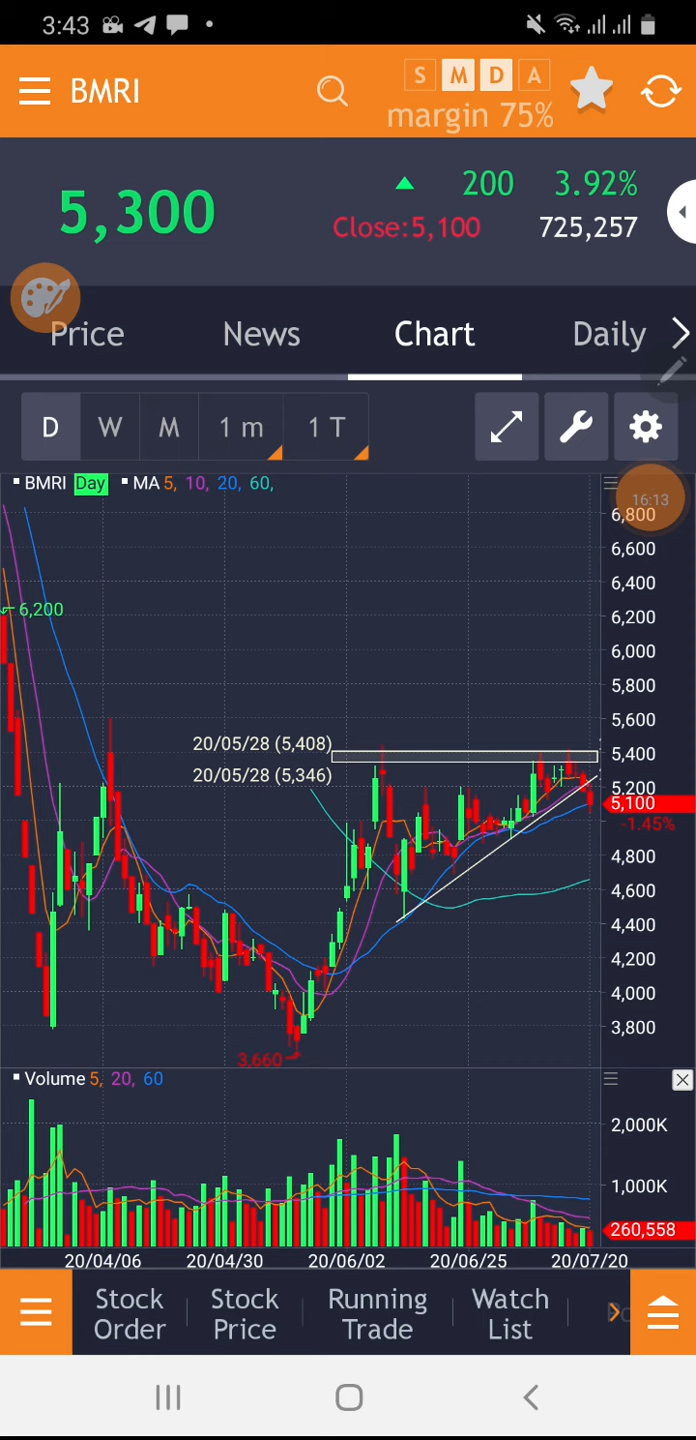 3:43
BMRI
S M D A
margin 75%
5,300
200 3.92%
Close:5,100 725,257
Price News Chart Daily
D W M 1 m 1 T
BMRI Day MA 5, 10, 20, 60,
16:13
6,800
6,600
6,400
6,200
6,200
6,000
5,800
5,600
20/05/28 (5,408)
5,400
20/05/28 (5,346)
5,200
5,100
-1.45%
4,800
4,600
4,400
4,200
4,000
3,800
3,660
Volume 5, 20, 60
2,000K
1,000K
260,558
20/04/06 20/04/30 20/06/02 20/06/25 20/07/20
Stock Order
Stock Price
Running Trade
Watch List